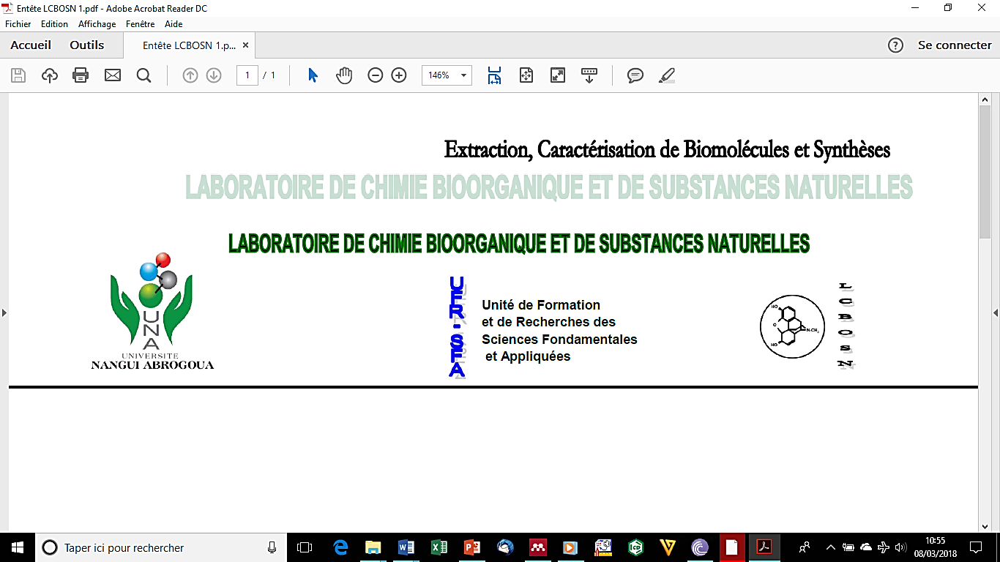 Entête LCBOSN 1.pdf - Adobe Acrobat Reader DC
Fichier Edition Affichage Fenêtre Aide
Accueil Outils Entête LCBOSN 1.p... × ? Se connecter
1 / 1 146%
Extraction, Caractérisation de Biomolécules et Synthèses
LABORATOIRE DE CHIMIE BIOORGANIQUE ET DE SUBSTANCES NATURELLES
LABORATOIRE DE CHIMIE BIOORGANIQUE ET DE SUBSTANCES NATURELLES
UNA
UNIVERSITE
NANGUI ABROGOUA
UFR-SFA
Unité de Formation
et de Recherches des
Sciences Fondamentales
et Appliquées
HO
O
N-CH3
HO
LCBOSN
Taper ici pour rechercher
10:55
08/03/2018